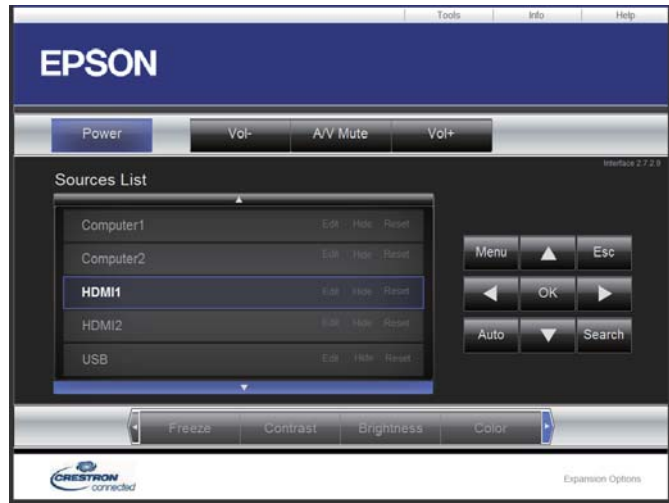 Tools Info Help
EPSON
Power Vol- A/V Mute Vol+
Interface 2.7.2.9
Sources List
Computer1 Edit Hide Reset
Computer2 Edit Hide Reset
HDMI1 Edit Hide Reset
HDMI2 Edit Hide Reset
USB Edit Hide Reset
Menu Esc
OK
Auto Search
Freeze Contrast Brightness Color
CRESTRON
connected
Expansion Options